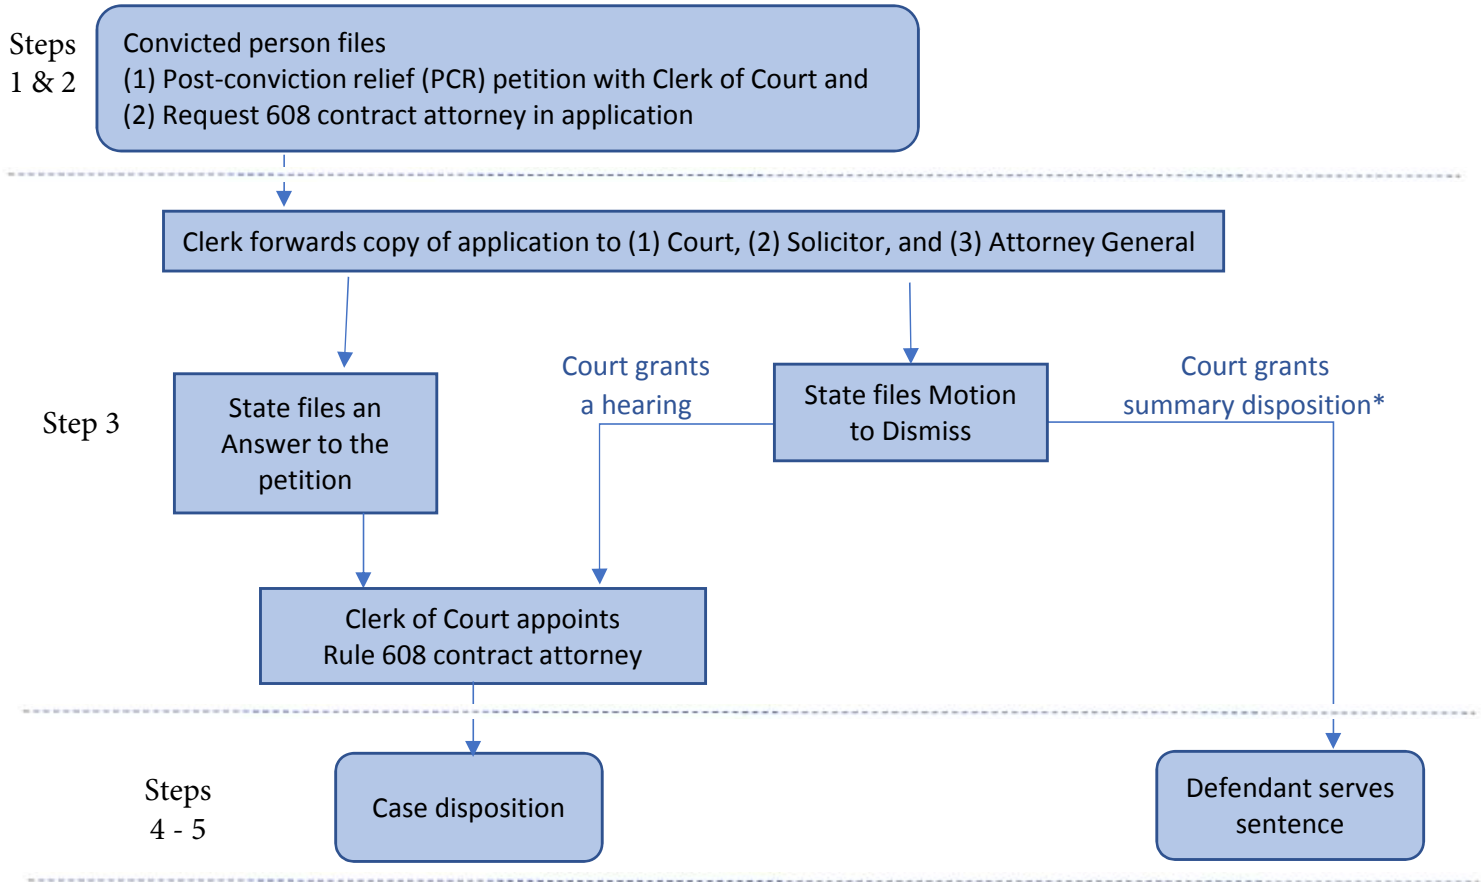 Steps
1 & 2
Convicted person files
(1) Post-conviction relief (PCR) petition with Clerk of Court and
(2) Request 608 contract attorney in application
Clerk forwards copy of application to (1) Court, (2) Solicitor, and (3) Attorney General
Step 3
State files an
Answer to the
petition
Court grants
a hearing
State files Motion
to Dismiss
Court grants
summary disposition*
Clerk of Court appoints
Rule 608 contract attorney
Steps
4 - 5
Case disposition
Defendant serves
sentence